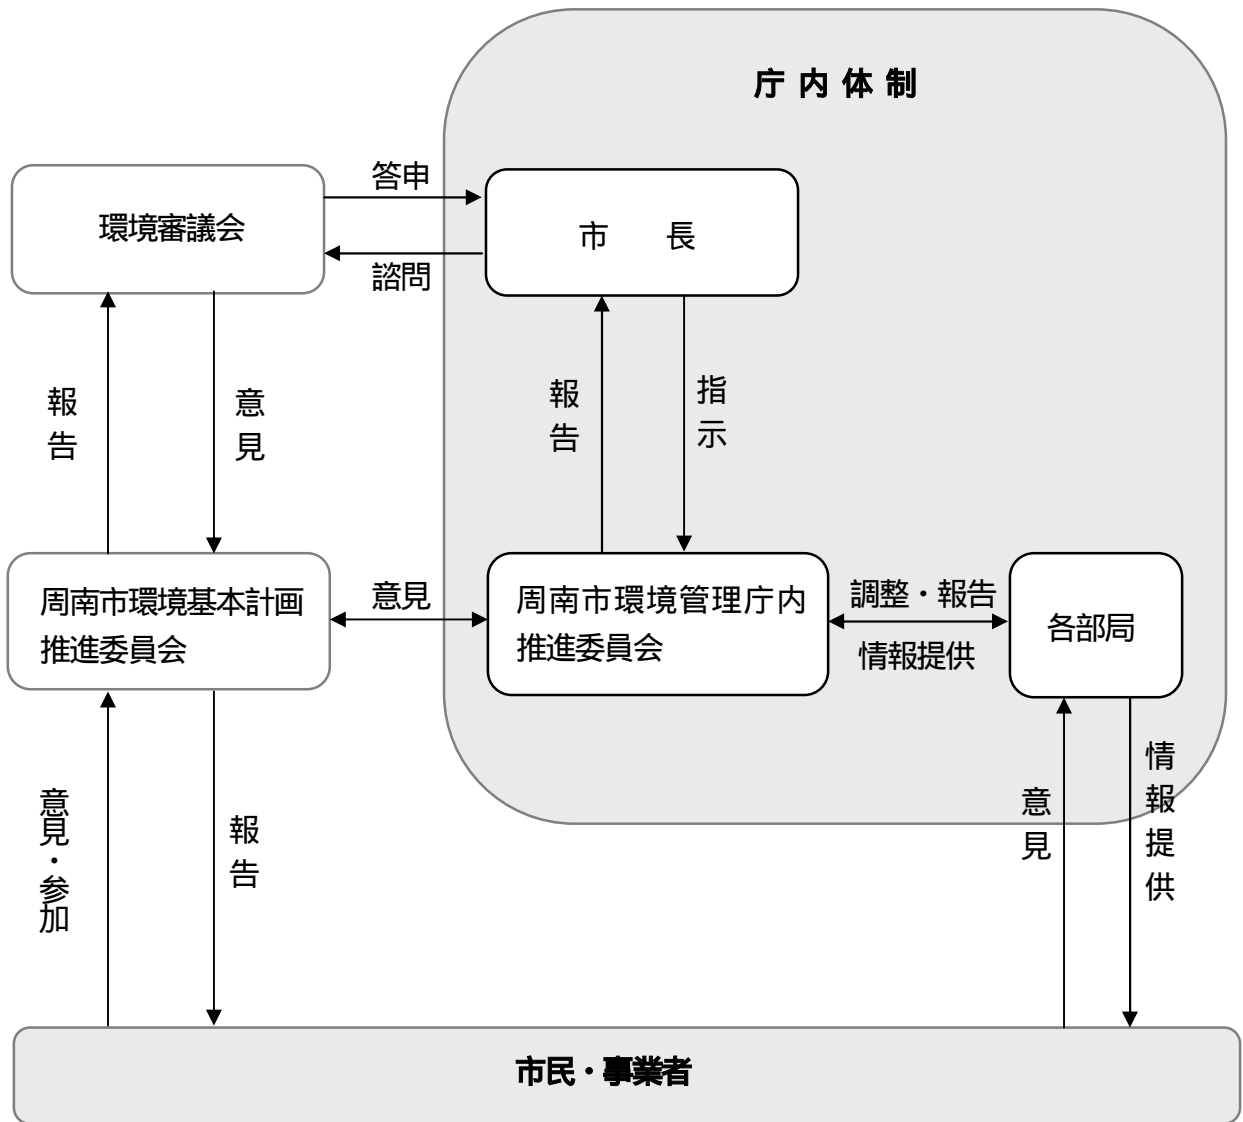 庁内体制
答申
環境審議会
市　　長
諮問
報告
意見
報告
指示
周南市環境基本計画
推進委員会
意見
周南市環境管理庁内
推進委員会
調整・報告
情報提供
各部局
意見・参加
報告
意見
情報提供
市民・事業者